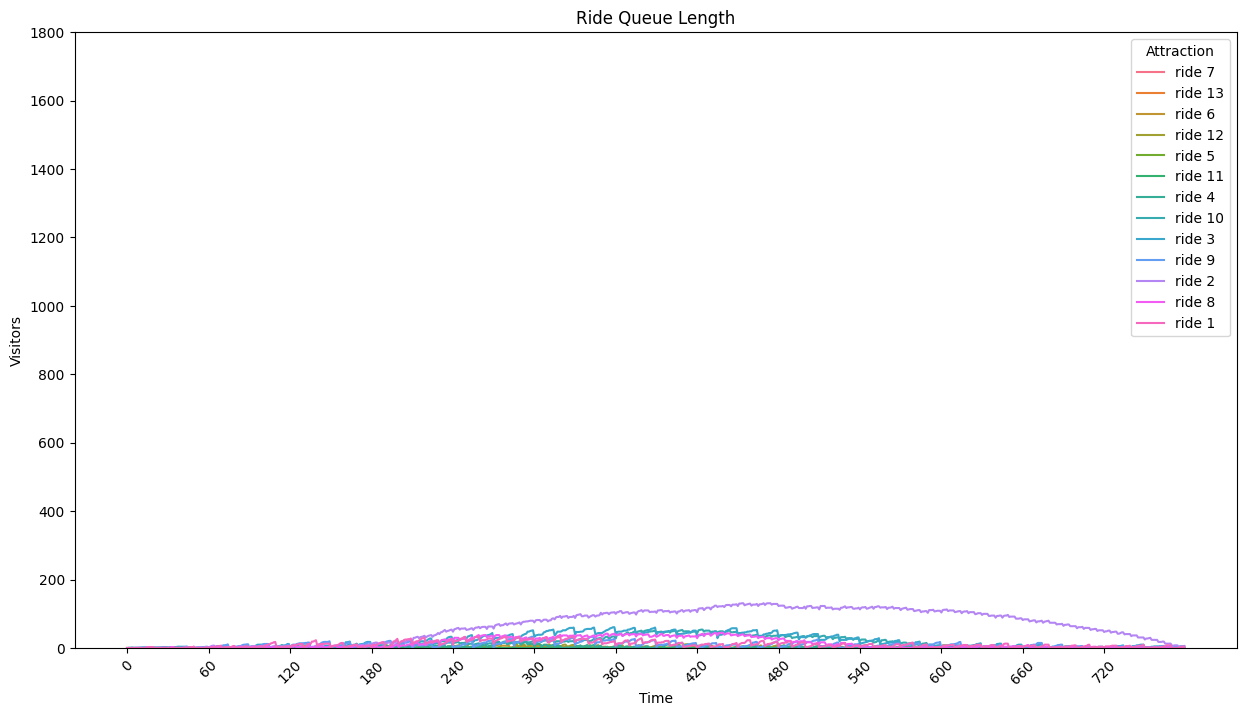 Ride Queue Length
1800
1600
1400
1200
1000
800
600
400
200
0
Visitors
Attraction
ride 7
ride 13
ride 6
ride 12
ride 5
ride 11
ride 4
ride 10
ride 3
ride 9
ride 2
ride 8
ride 1
0 60 120 180 240 300 360 420 480 540 600 660 720
Time